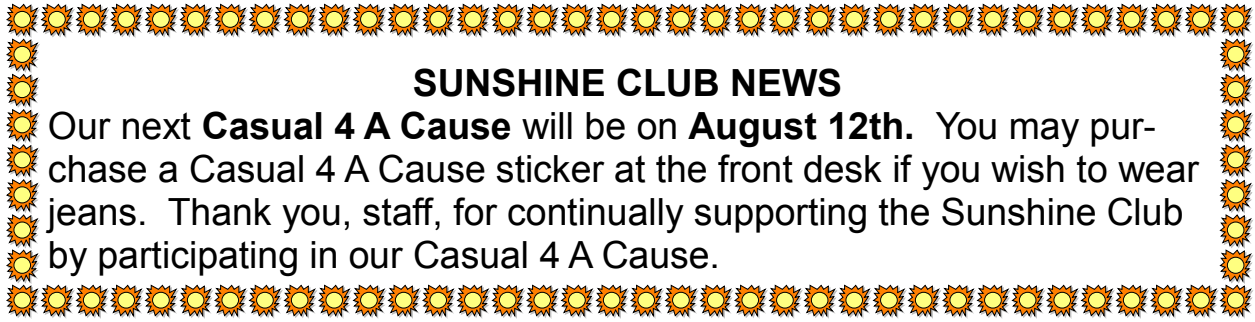 SUNSHINE CLUB NEWS
Our next Casual 4 A Cause will be on August 12th.  You may pur-
chase a Casual 4 A Cause sticker at the front desk if you wish to wear
jeans.  Thank you, staff, for continually supporting the Sunshine Club
by participating in our Casual 4 A Cause.